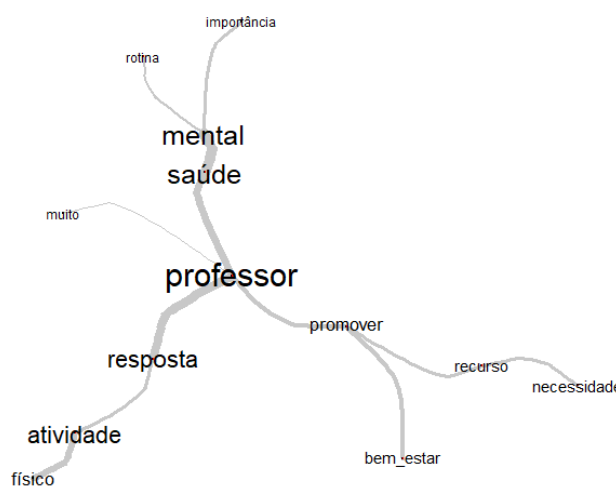 importância
rotina
mental
saúde
muito
professor
promover
resposta
recurso
necessidade
atividade
bem_estar
físico